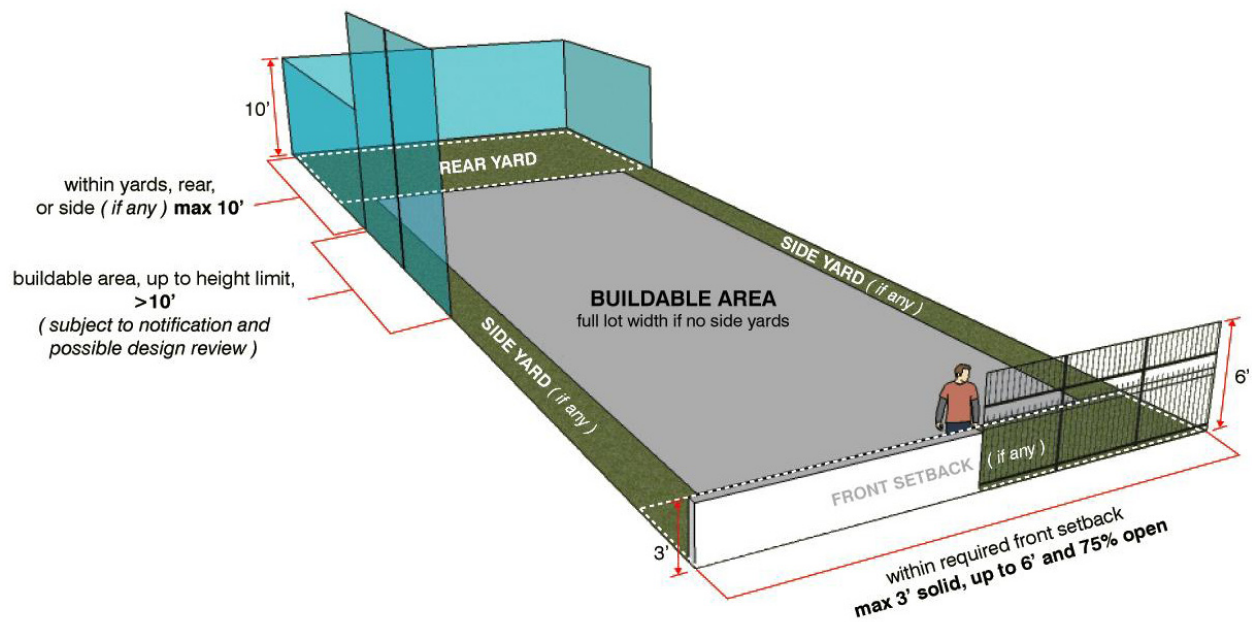 10’
within yards, rear,
or side ( if any ) max 10’
buildable area, up to height limit,
>10’
( subject to notification and
possible design review )
REAR YARD
SIDE YARD ( if any )
BUILDABLE AREA
full lot width if no side yards
SIDE YARD ( if any )
6’
FRONT SETBACK ( if any )
3’
within required front setback
max 3’ solid, up to 6’ and 75% open